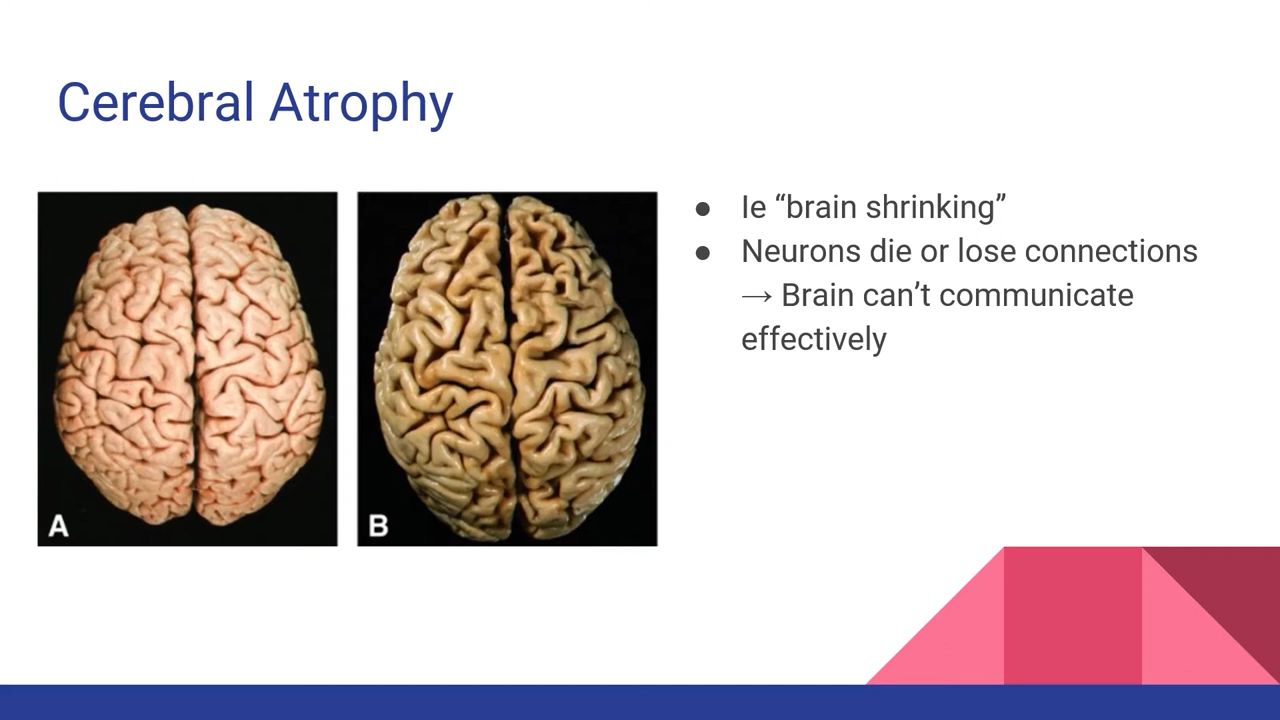 Cerebral Atrophy
Ie “brain shrinking”
Neurons die or lose connections
→ Brain can’t communicate
effectively
A
B